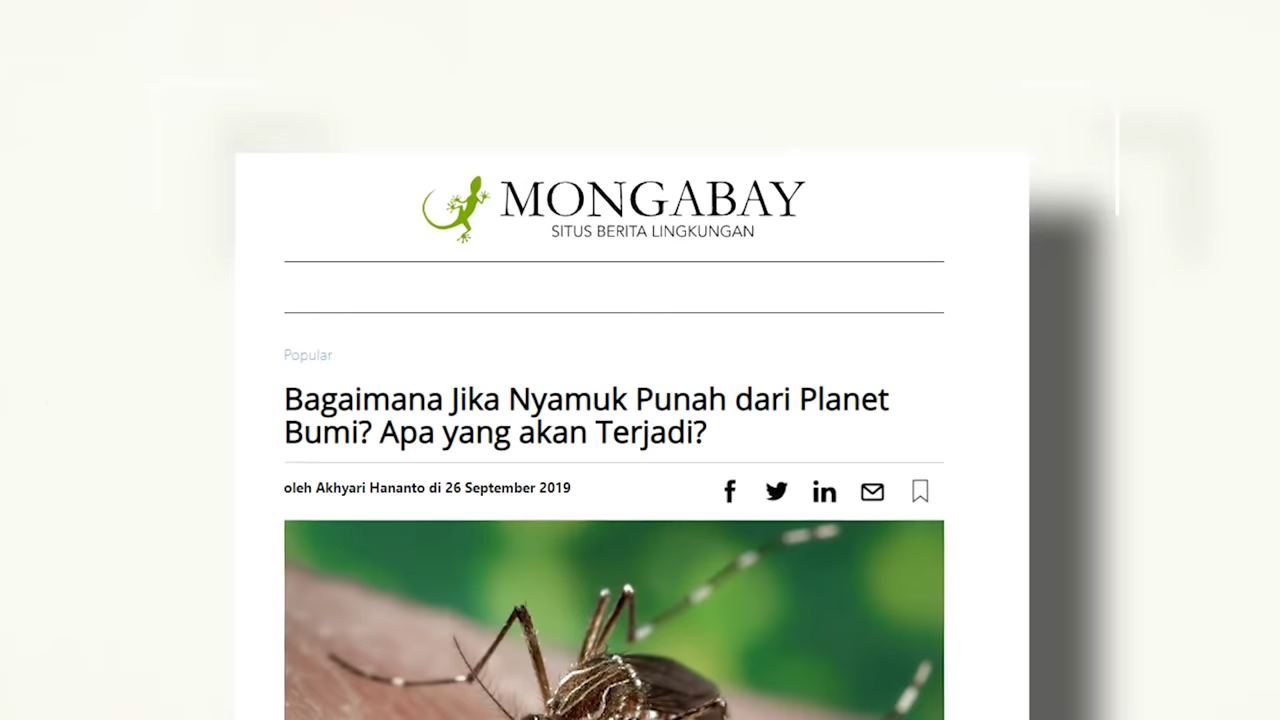 MONGABAY
SITUS BERITA LINGKUNGAN
Popular
Bagaimana Jika Nyamuk Punah dari Planet
Bumi? Apa yang akan Terjadi?
oleh Akhyari Hananto di 26 September 2019